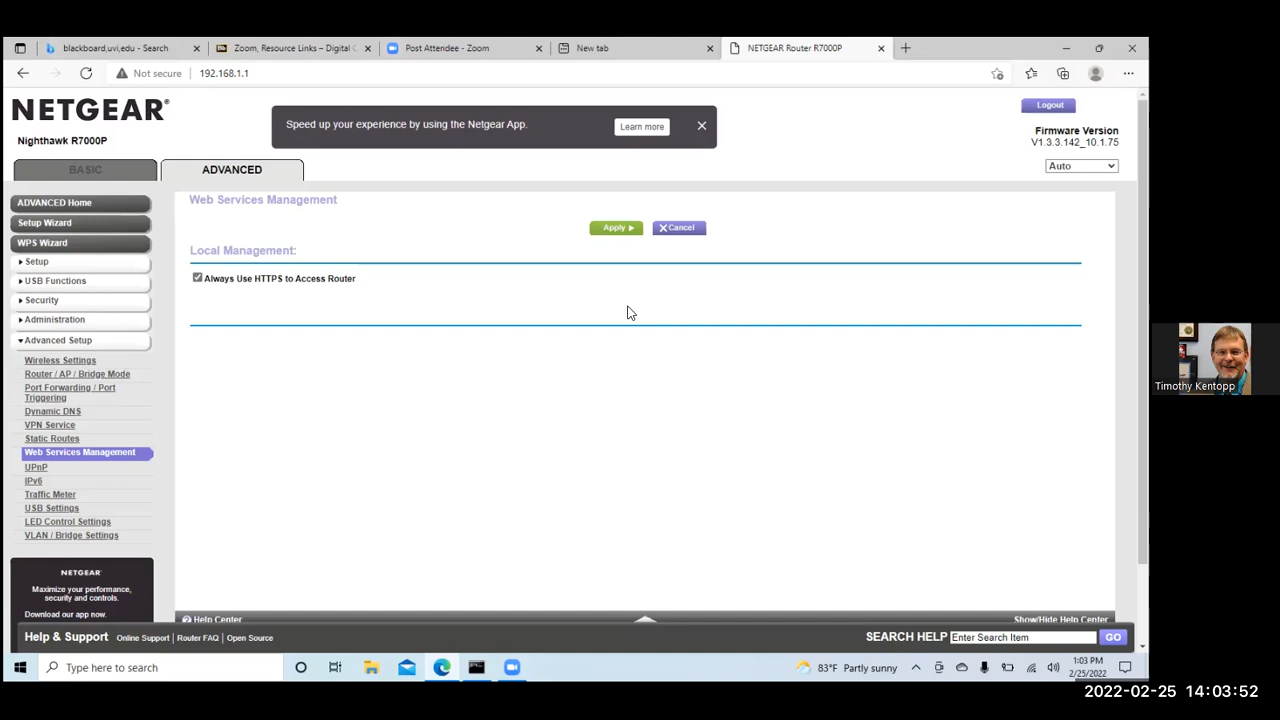 blackboard,uvi,edu - Search
Zoom, Resource Links – Digital C
Post Attendee - Zoom
New tab
NETGEAR Router R7000P
Not secure
192.168.1.1
NETGEAR®
Nighthawk R7000P
Speed up your experience by using the Netgear App.
Learn more
Logout
Firmware Version
V1.3.3.142_10.1.75
Auto
BASIC
ADVANCED
ADVANCED Home
Setup Wizard
WPS Wizard
Setup
USB Functions
Security
Administration
Advanced Setup
Wireless Settings
Router / AP / Bridge Mode
Port Forwarding / Port
Triggering
Dynamic DNS
VPN Service
Static Routes
Web Services Management
UPnP
IPv6
Traffic Meter
USB Settings
LED Control Settings
VLAN / Bridge Settings
NETGEAR
Maximize your performance,
security and controls.
Download our app now.
Web Services Management
Apply
Cancel
Local Management:
Always Use HTTPS to Access Router
Timothy Kentopp
Help Center
Show/Hide Help Center
Help & Support
Online Support | Router FAQ | Open Source
SEARCH HELP
Enter Search Item
GO
Type here to search
83°F Partly sunny
1:03 PM
2/25/2022
2022-02-25 14:03:52